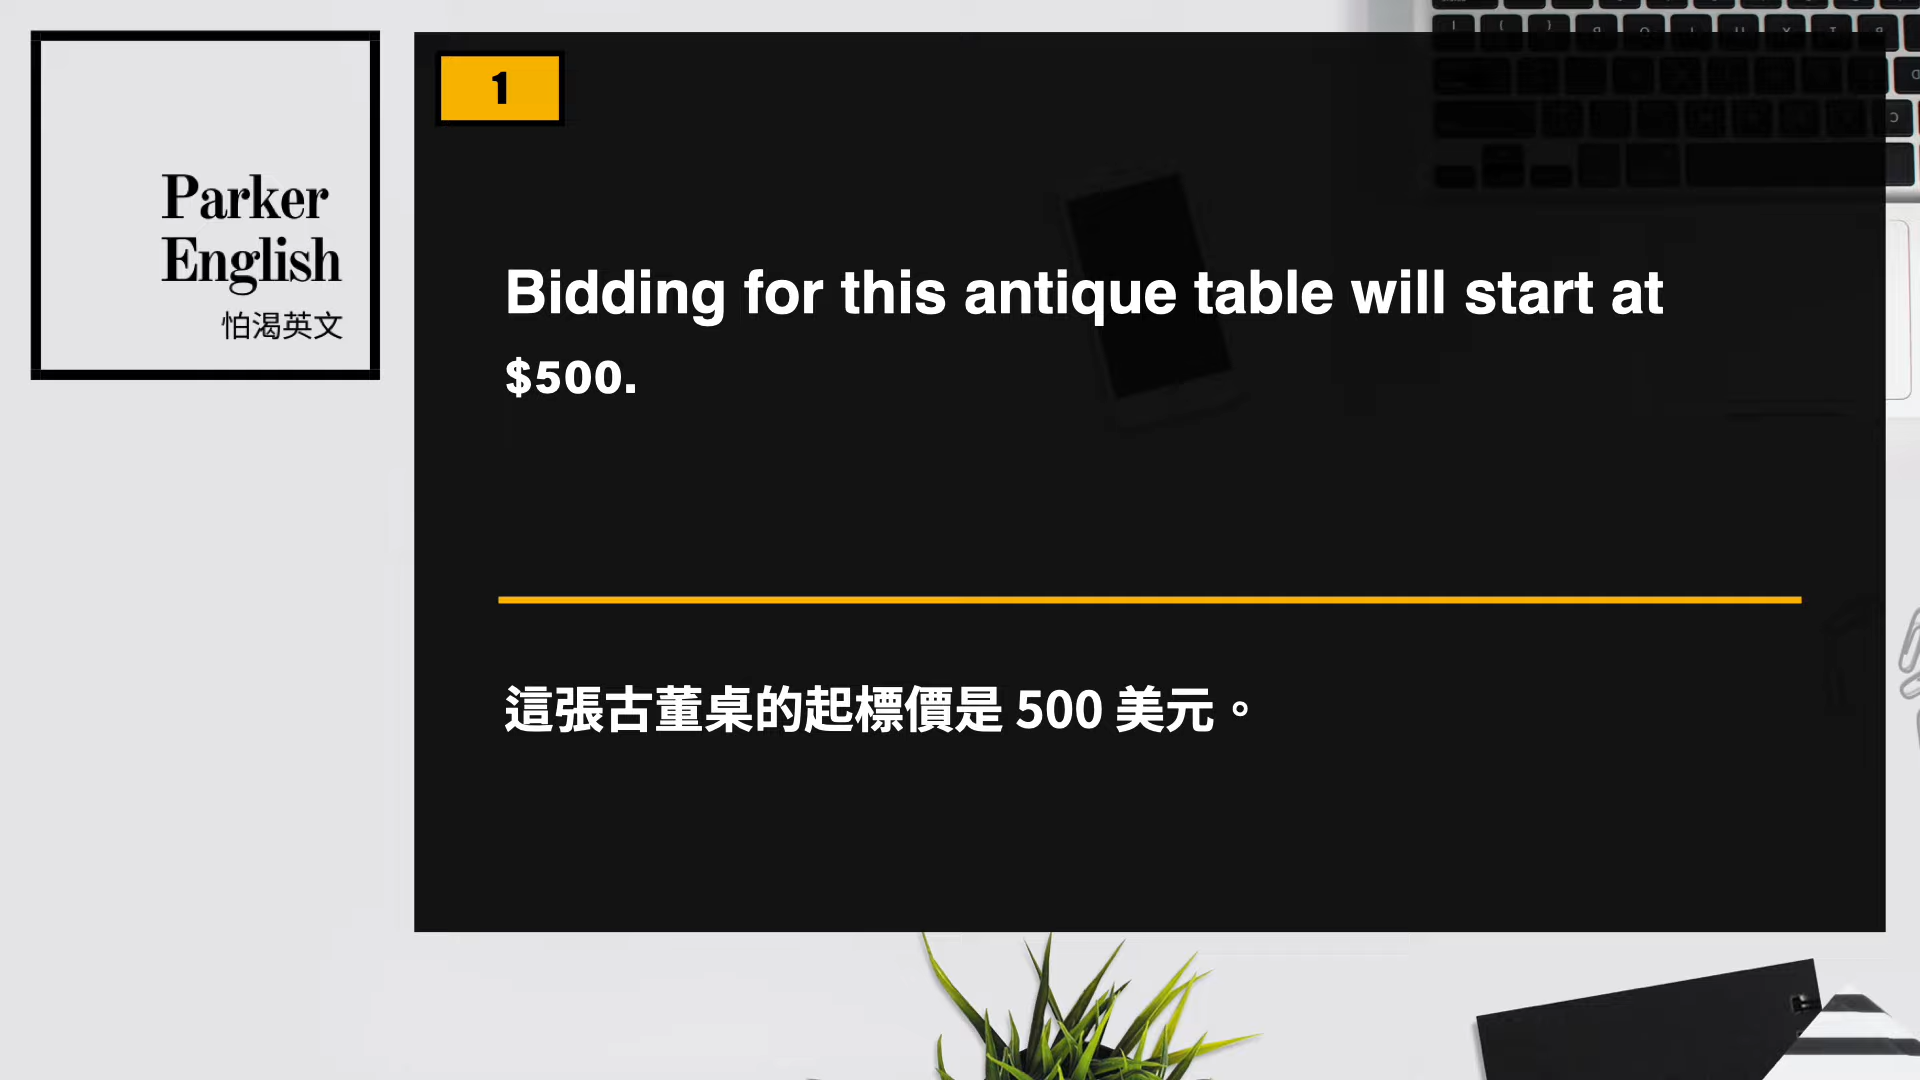 Parker
English
怕渴英文
1
Bidding for this antique table will start at
$500.
這張古董桌的起標價是 500 美元。